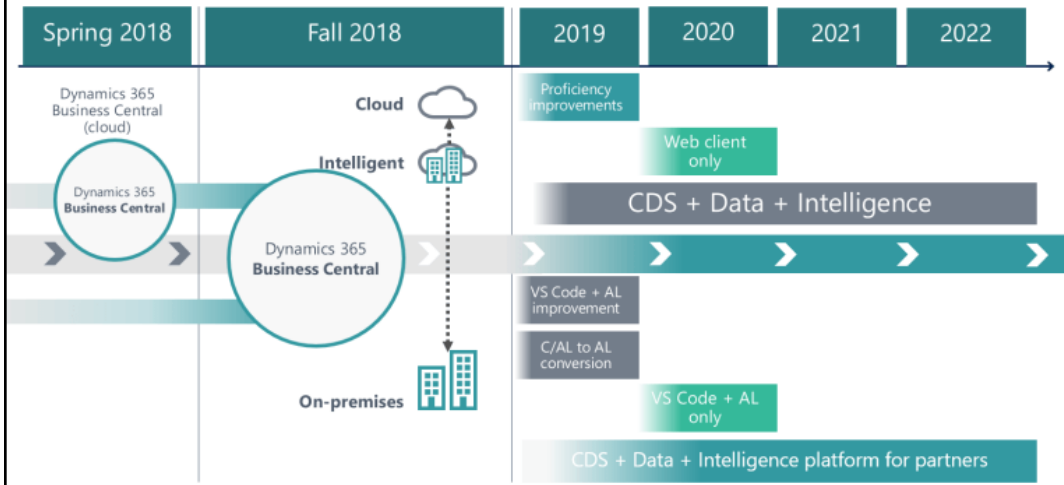 Spring 2018
Fall 2018
2019
2020
2021
2022
Dynamics 365
Business Central
(cloud)
Dynamics 365
Business Central
Dynamics 365
Business Central
Cloud
Intelligent
On-premises
Proficiency
improvements
Web client
only
CDS + Data + Intelligence
VS Code + AL
improvement
C/AL to AL
conversion
VS Code + AL
only
CDS + Data + Intelligence platform for partners